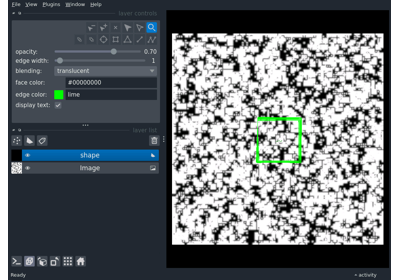 File View Plugins Window Help
layer controls
opacity: 0.70
edge width: 1
blending: translucent
face color: #00000000
edge color: lime
display text:
layer list
shape
Image
Ready
activity